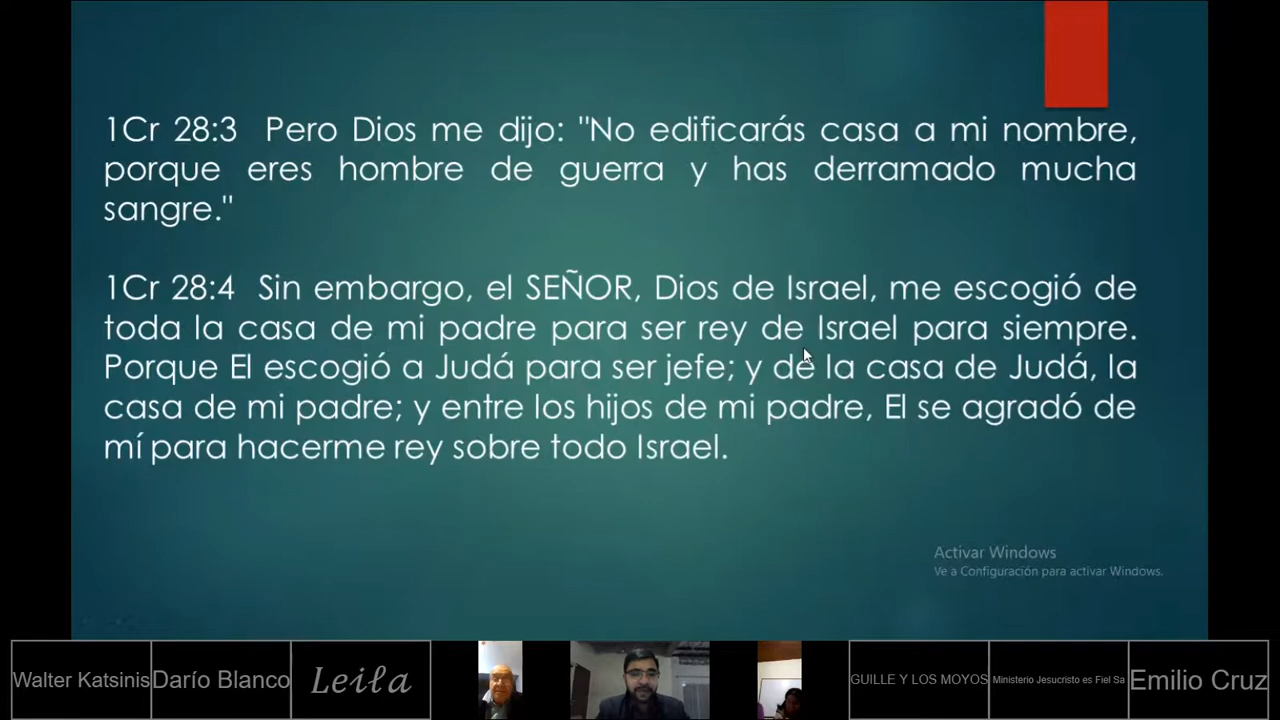 1Cr 28:3 Pero Dios me dijo: "No edificarás casa a mi nombre,
porque eres hombre de guerra y has derramado mucha
sangre."
1Cr 28:4 Sin embargo, el SEÑOR, Dios de Israel, me escogió de
toda la casa de mi padre para ser rey de Israel para siempre.
Porque El escogió a Judá para ser jefe; y de la casa de Judá, la
casa de mi padre; y entre los hijos de mi padre, El se agradó de
mí para hacerme rey sobre todo Israel.
Activar Windows
Ve a Configuración para activar Windows.
Walter Katsinis
Darío Blanco
Leila
GUILLE Y LOS MOYOS
Ministerio Jesucristo es Fiel Sa
Emilio Cruz